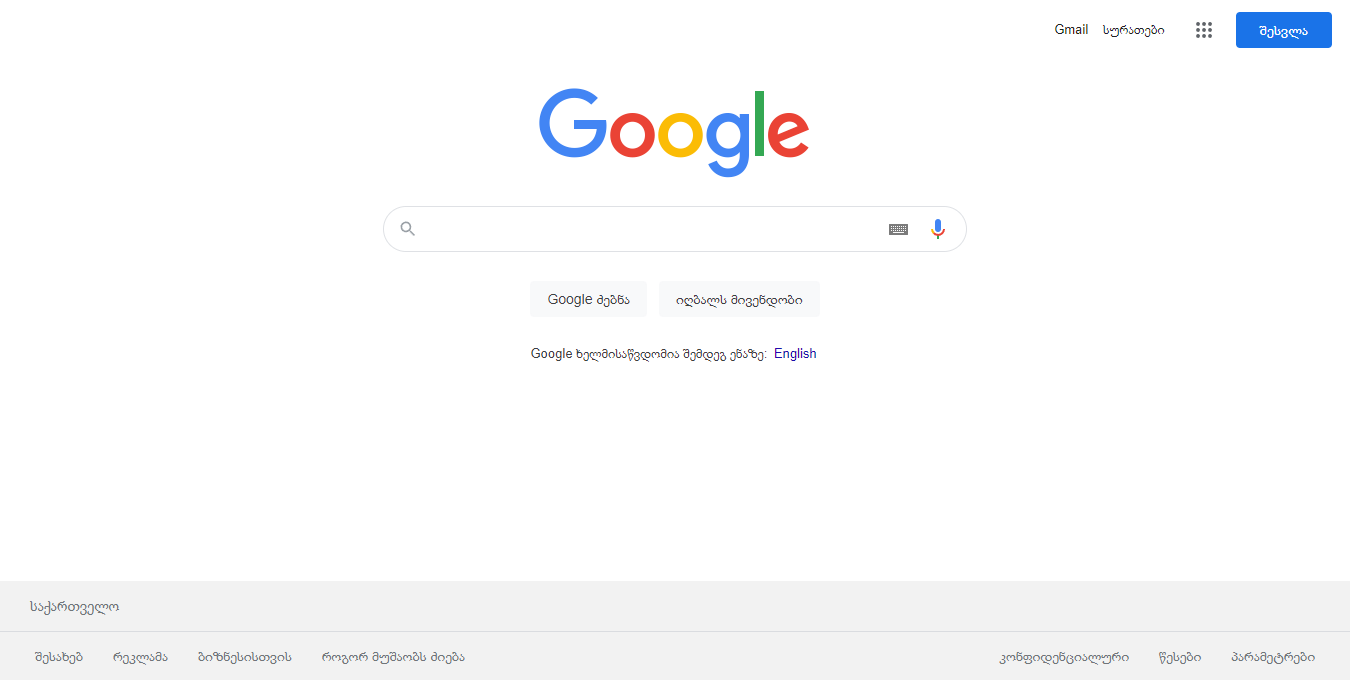 Gmail სურათები შესვლა
Google
Google ძებნა იღბალს მივენდობი
Google ხელმისაწვდომია შემდეგ ენაზე: English
საქართველო
შესახებ რეკლამა ბიზნესისთვის როგორ მუშაობს ძიება კონფიდენციალური წესები პარამეტრები